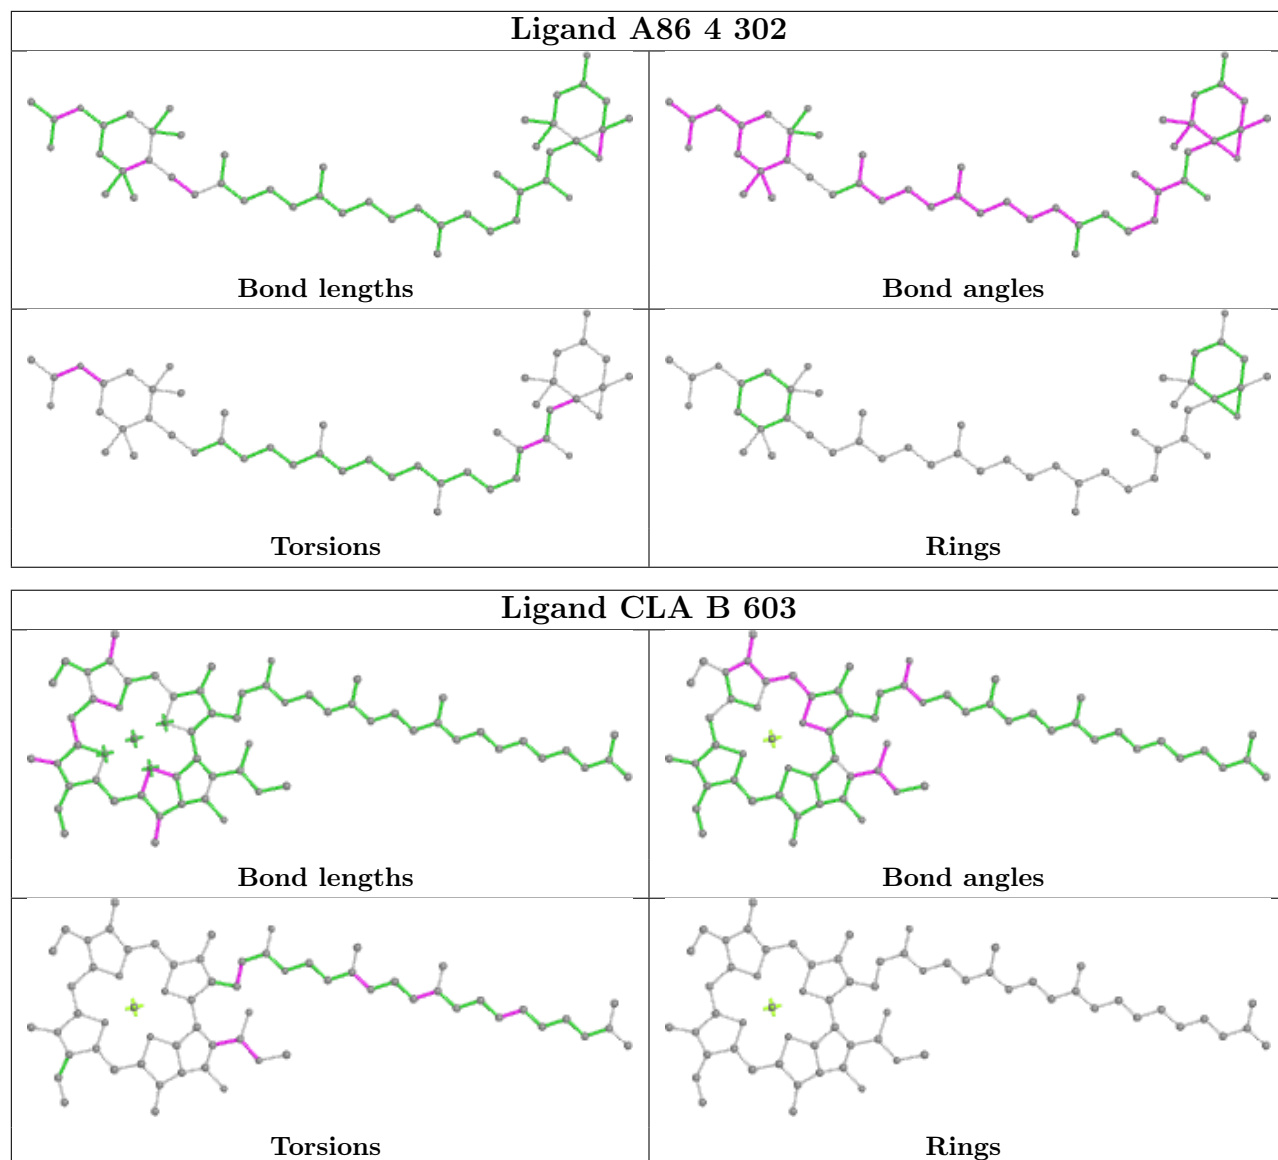 Ligand A86 4 302
Bond lengths
Bond angles
Torsions
Rings
Ligand CLA B 603
Bond lengths
Bond angles
Torsions
Rings